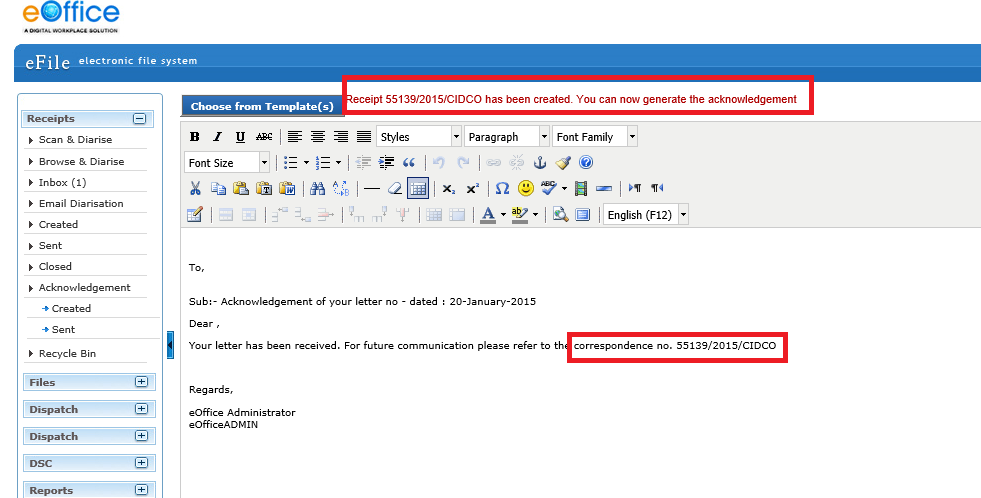 eOffice
A DIGITAL WORKPLACE SOLUTION
eFile electronic file system
Receipts
Scan & Diarise
Browse & Diarise
Inbox (1)
Email Diarisation
Created
Sent
Closed
Acknowledgement
Created
Sent
Recycle Bin
Files
Dispatch
Dispatch
DSC
Reports
Choose from Template(s)
Receipt 55139/2015/CIDCO has been created. You can now generate the acknowledgement
B I U ABC Styles Paragraph Font Family
Font Size
ABC
A ab English (F12)
To,
Sub:- Acknowledgement of your letter no - dated : 20-January-2015
Dear ,
Your letter has been received. For future communication please refer to the correspondence no. 55139/2015/CIDCO
Regards,
eOffice Administrator
eOfficeADMIN